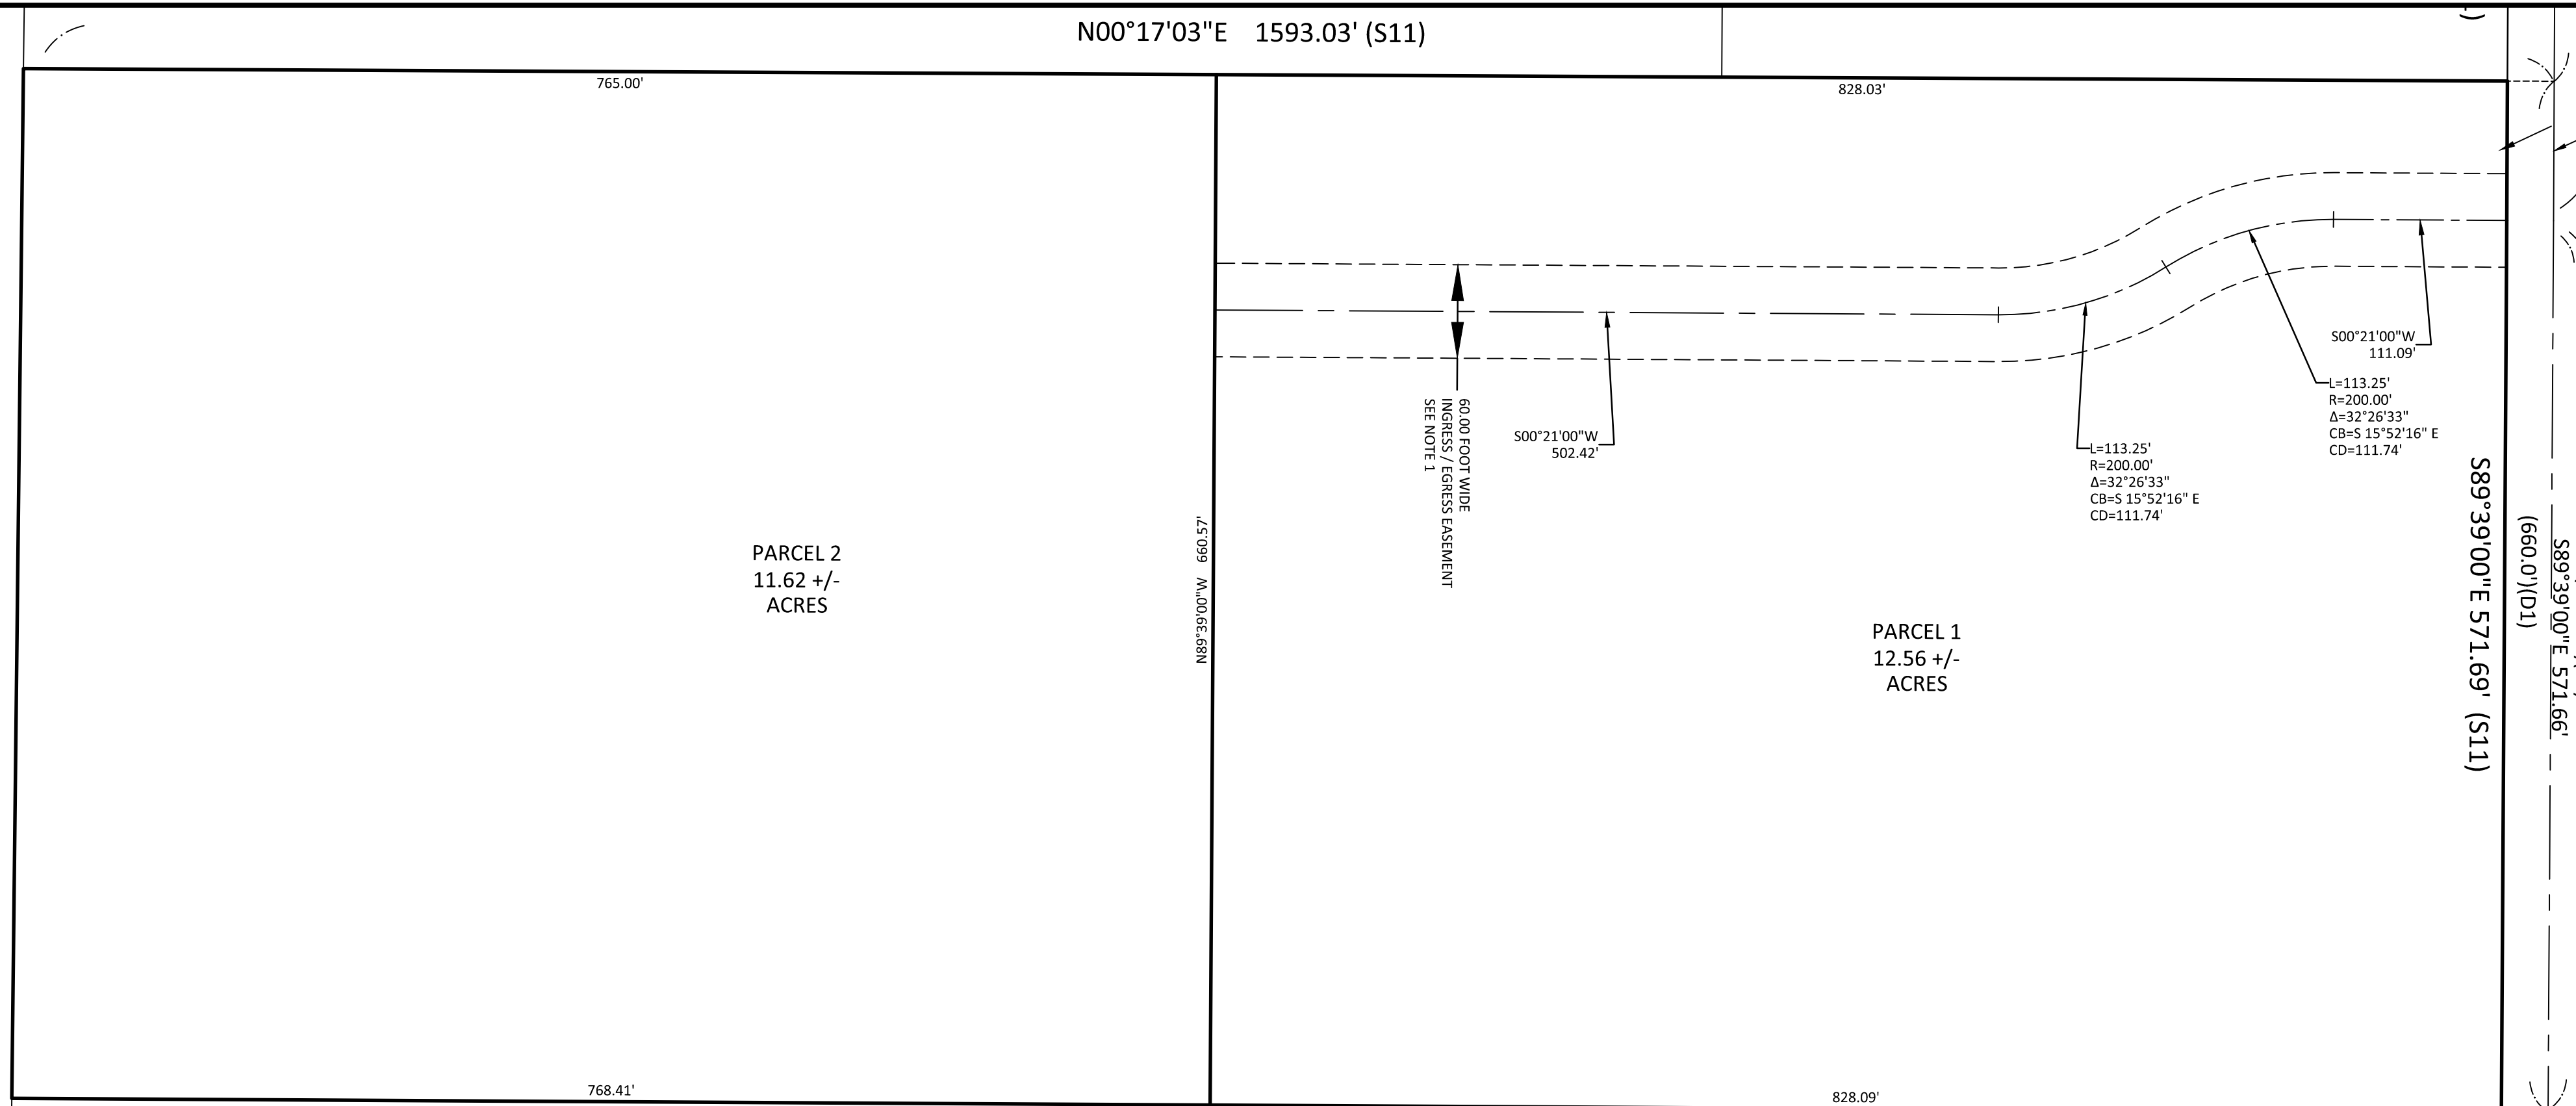 N00°17'03"E 1593.03' (S11)
765.00'
828.03'
S00°21'00"W
111.09'
L=113.25'
R=200.00'
Δ=32°26'33"
CB=S 15°52'16" E
CD=111.74'
60.00 FOOT WIDE
INGRESS / EGRESS EASEMENT
SEE NOTE 1
S00°21'00"W
502.42'
L=113.25'
R=200.00'
Δ=32°26'33"
CB=S 15°52'16" E
CD=111.74'
S89°39'00"E 571.69' (S11)
(660.0')(D1)
S89°39'00"E 571.66'
N89°39'00"W 660.57'
PARCEL 2
11.62 +/-
ACRES
PARCEL 1
12.56 +/-
ACRES
768.41'
828.09'